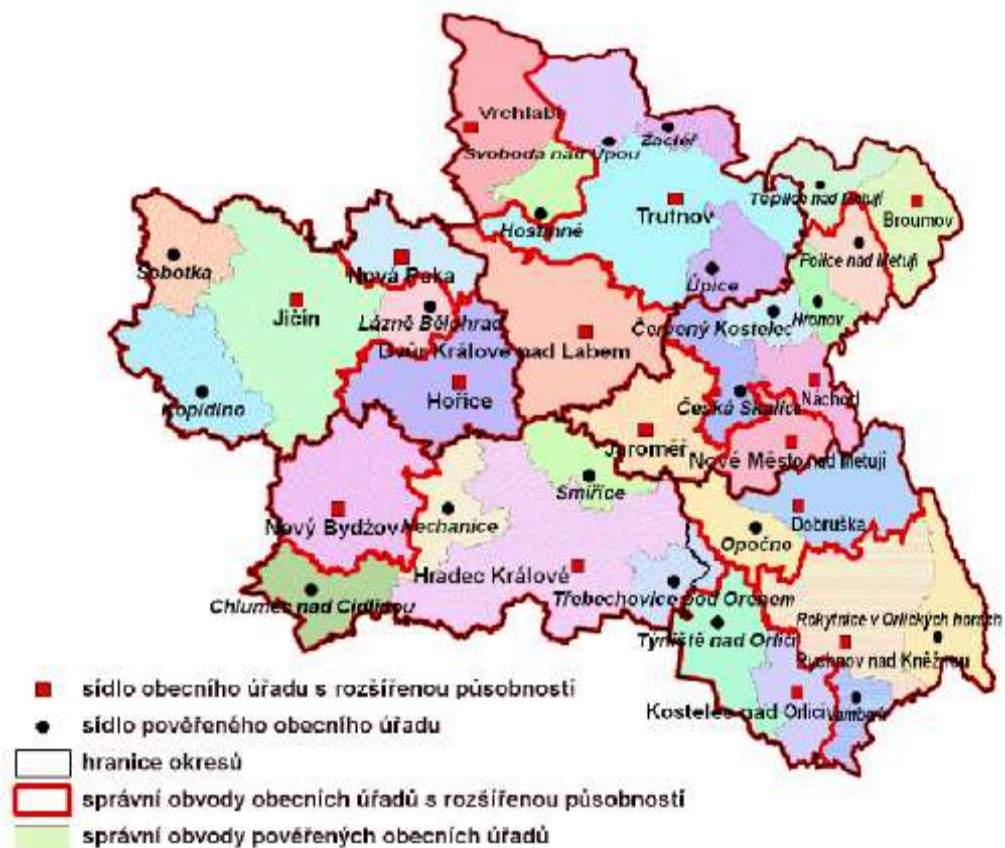 Vrchlabí
Žacléř
Svoboda nad Úpou
Trutnov
Teplice nad Metují
Broumov
Hostinné
Police nad Metují
Sobotka
Nová Paka
Úpice
Jičín
Lázně Bělohrad
Červený Kostelec
Hronov
Dvůr Králové nad Labem
Hořice
Kopidlno
Česká Skalice
Náchod
Jaroměř
Nové Město nad Metují
Smiřice
Nový Bydžov
Nechanice
Dobruška
Opočno
Hradec Králové
Chlumec nad Cidlinou
Třebechovice pod Orebem
Rokytnice v Orlických horách
Týniště nad Orlicí
Rychnov nad Kněžnou
Kostelec nad Orlicí
Vamberk
sídlo obecního úřadu s rozšířenou působností
sídlo pověřeného obecního úřadu
hranice okresů
správní obvody obecních úřadů s rozšířenou působností
správní obvody pověřených obecních úřadů